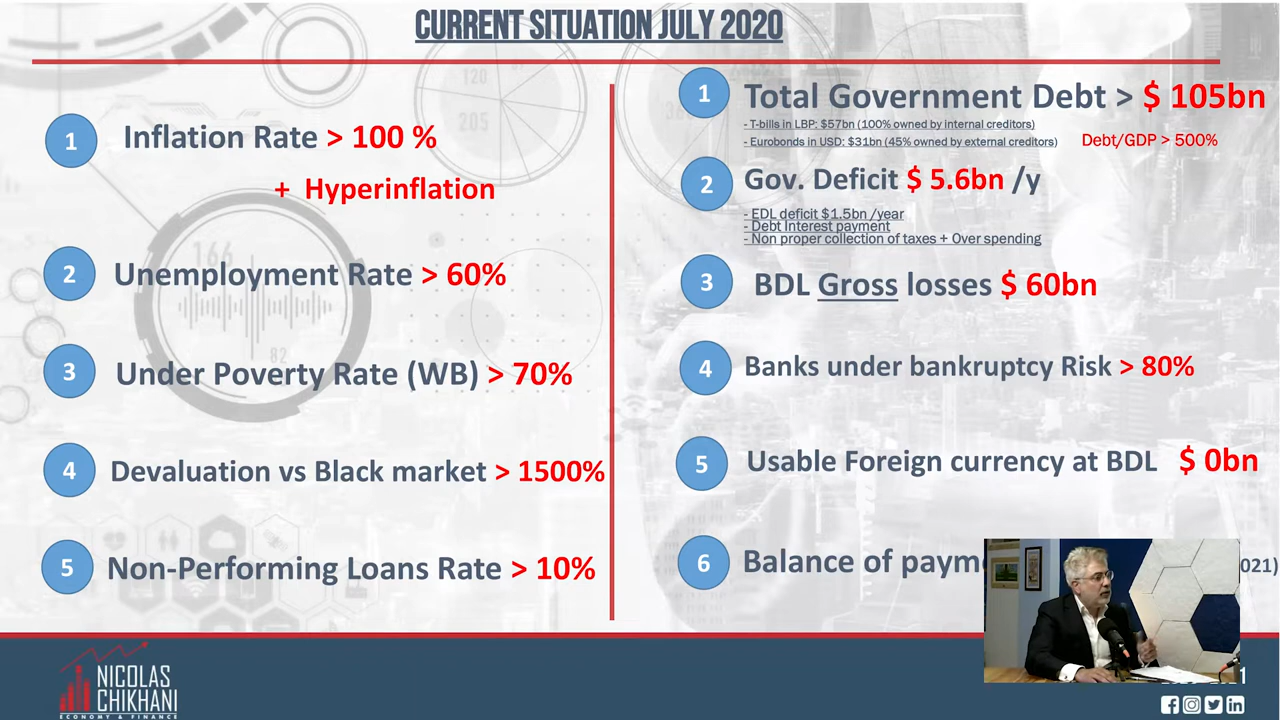 CURRENT SITUATION JULY 2020
1 Inflation Rate > 100 %
+ Hyperinflation
2 Unemployment Rate > 60%
3 Under Poverty Rate (WB) > 70%
4 Devaluation vs Black market > 1500%
5 Non-Performing Loans Rate > 10%
1 Total Government Debt > $ 105bn
- T-bills in LBP: $57bn (100% owned by internal creditors)
- Eurobonds in USD: $31bn (45% owned by external creditors) Debt/GDP > 500%
2 Gov. Deficit $ 5.6bn /y
- EDL deficit $1.5bn /year
- Debt Interest payment
- Non proper collection of taxes + Over spending
3 BDL Gross losses $ 60bn
4 Banks under bankruptcy Risk > 80%
5 Usable Foreign currency at BDL $ 0bn
6 Balance of paym 021)
166
82
120
205
NICOLAS
CHIKHANI
ECONOMY & FINANCE
1